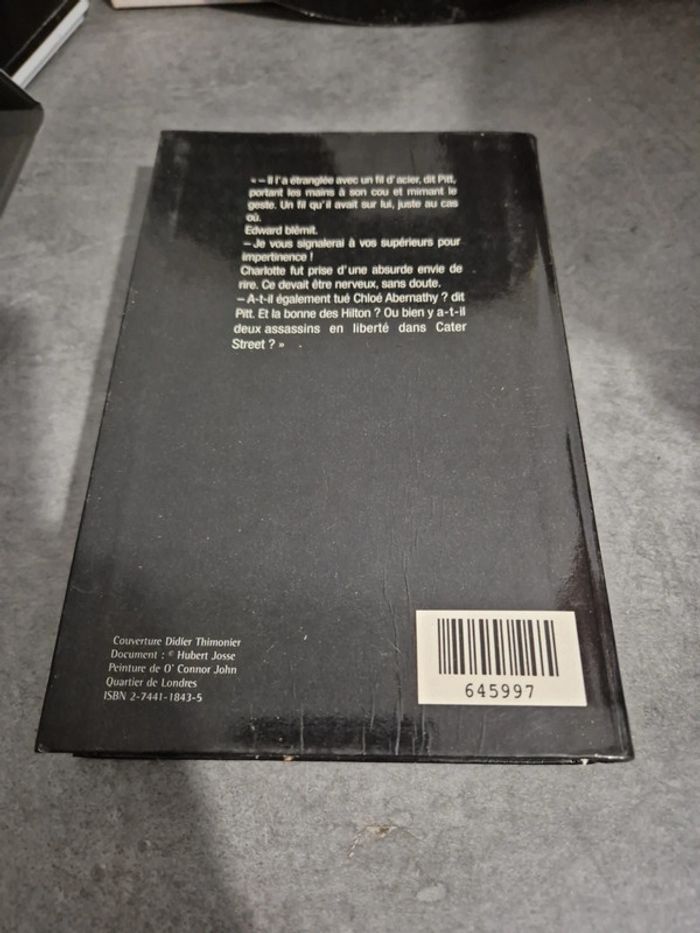 « – Il l'a étranglée avec un fil d'acier, dit Pitt,
portant les mains à son cou et mimant le
geste. Un fil qu'il avait sur lui, juste au cas
où.
Edward blêmit.
– Je vous signalerai à vos supérieurs pour
impertinence !
Charlotte fut prise d'une absurde envie de
rire. Ce devait être nerveux, sans doute.
– A-t-il également tué Chloé Abernathy ? dit
Pitt. Et la bonne des Hilton ? Ou bien y a-t-il
deux assassins en liberté dans Cater
Street ? »
Couverture Didier Thimonier
Document : © Hubert Josse
Peinture de O' Connor John
Quartier de Londres
ISBN 2-7441-1843-5
645997